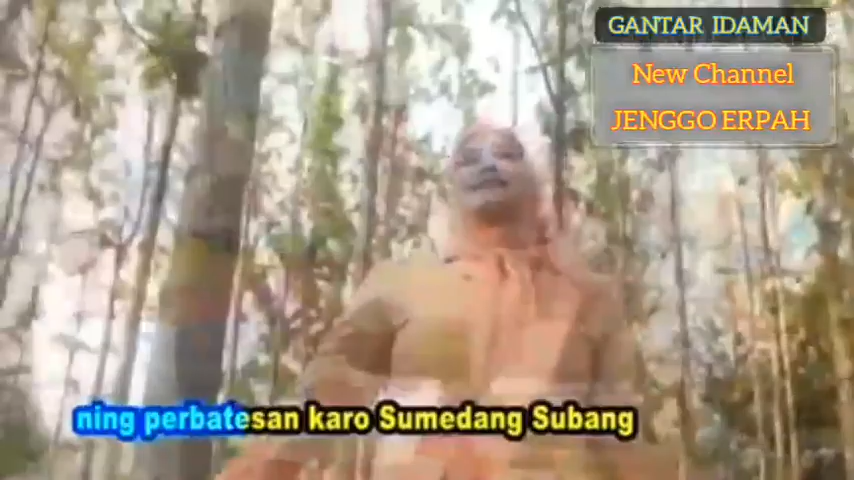 GANTAR IDAMAN
New Channel
JENGGO ERPAH
ning perbatesan karo Sumedang Subang